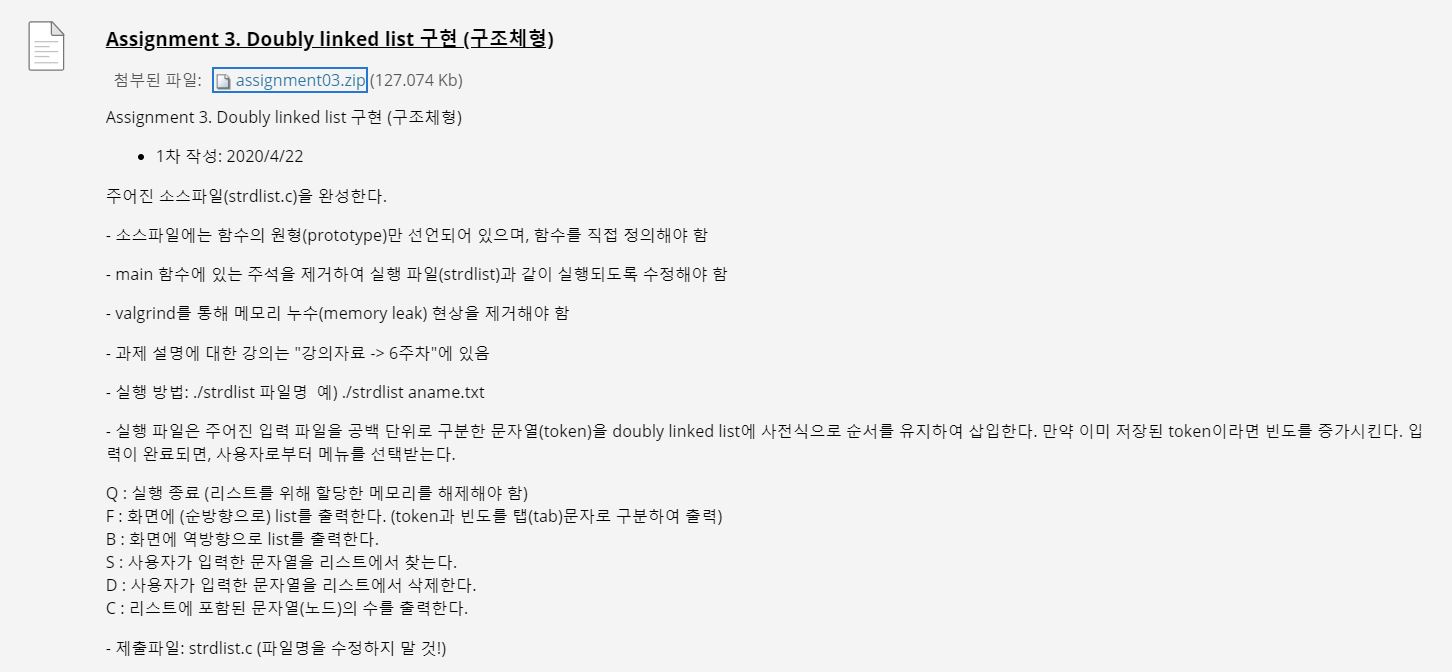 Assignment 3. Doubly linked list 구현 (구조체형)
첨부된 파일: assignment03.zip (127.074 Kb)
Assignment 3. Doubly linked list 구현 (구조체형)
• 1차 작성: 2020/4/22
주어진 소스파일(strdlist.c)을 완성한다.
- 소스파일에는 함수의 원형(prototype)만 선언되어 있으며, 함수를 직접 정의해야 함
- main 함수에 있는 주석을 제거하여 실행 파일(strdlist)과 같이 실행되도록 수정해야 함
- valgrind를 통해 메모리 누수(memory leak) 현상을 제거해야 함
- 과제 설명에 대한 강의는 "강의자료 -> 6주차"에 있음
- 실행 방법: ./strdlist 파일명  예) ./strdlist aname.txt
- 실행 파일은 주어진 입력 파일을 공백 단위로 구분한 문자열(token)을 doubly linked list에 사전식으로 순서를 유지하여 삽입한다. 만약 이미 저장된 token이라면 빈도를 증가시킨다. 입
력이 완료되면, 사용자로부터 메뉴를 선택받는다.
Q : 실행 종료 (리스트를 위해 할당한 메모리를 해제해야 함)
F : 화면에 (순방향으로) list를 출력한다. (token과 빈도를 탭(tab)문자로 구분하여 출력)
B : 화면에 역방향으로 list를 출력한다.
S : 사용자가 입력한 문자열을 리스트에서 찾는다.
D : 사용자가 입력한 문자열을 리스트에서 삭제한다.
C : 리스트에 포함된 문자열(노드)의 수를 출력한다.
- 제출파일: strdlist.c (파일명을 수정하지 말 것!)